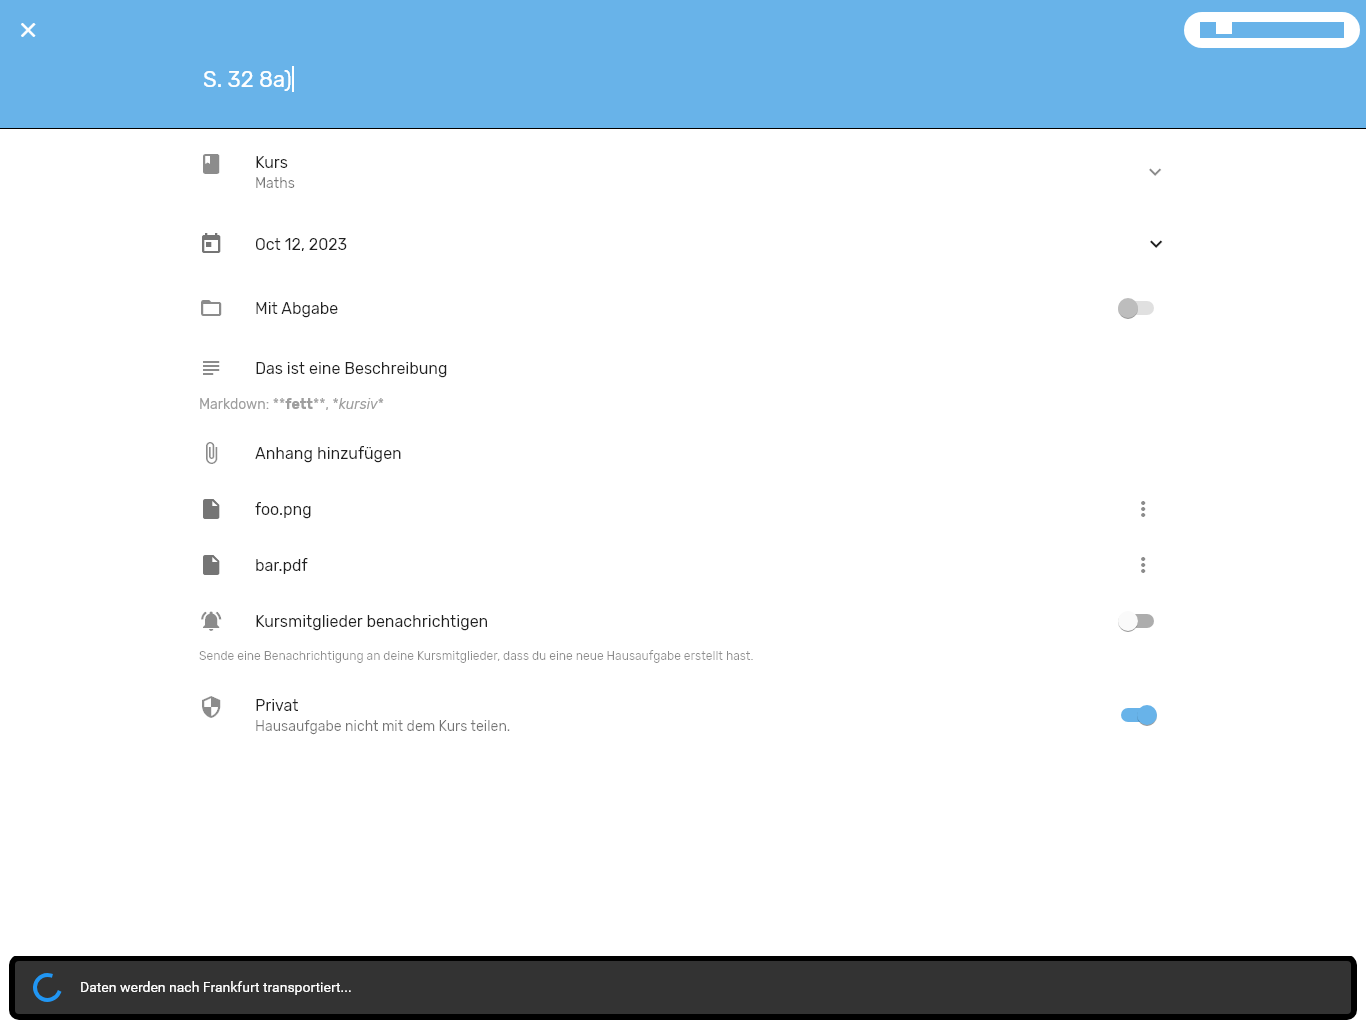 S. 32 8a)
Kurs
Maths
Oct 12, 2023
Mit Abgabe
Das ist eine Beschreibung
Markdown: **fett**, *kursiv*
Anhang hinzufügen
foo.png
bar.pdf
Kursmitglieder benachrichtigen
Sende eine Benachrichtigung an deine Kursmitglieder, dass du eine neue Hausaufgabe erstellt hast.
Privat
Hausaufgabe nicht mit dem Kurs teilen.
Daten werden nach Frankfurt transportiert...